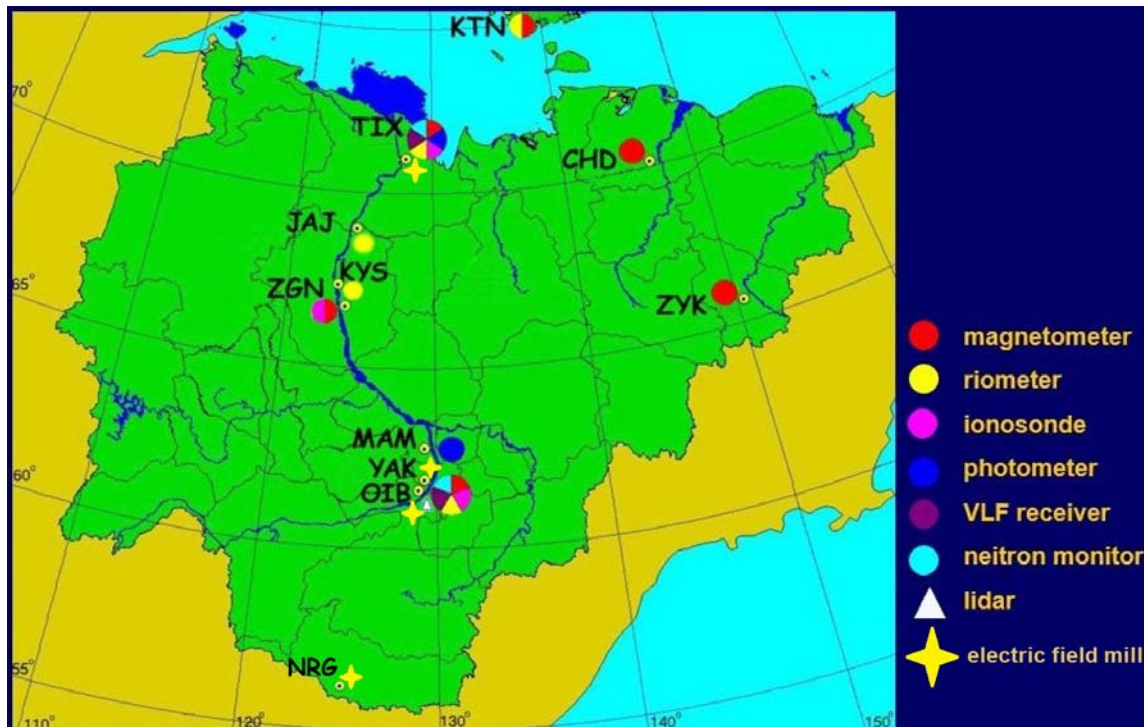 KTN
70°
TIX
CHD
JAJ
65°
KYS
ZGN
ZYK
magnetometer
riometer
ionosonde
MAM
photometer
YAK
60°
OIB
VLF receiver
neitron monitor
lidar
NRG
electric field mill
55°
110°
120°
130°
140°
150°